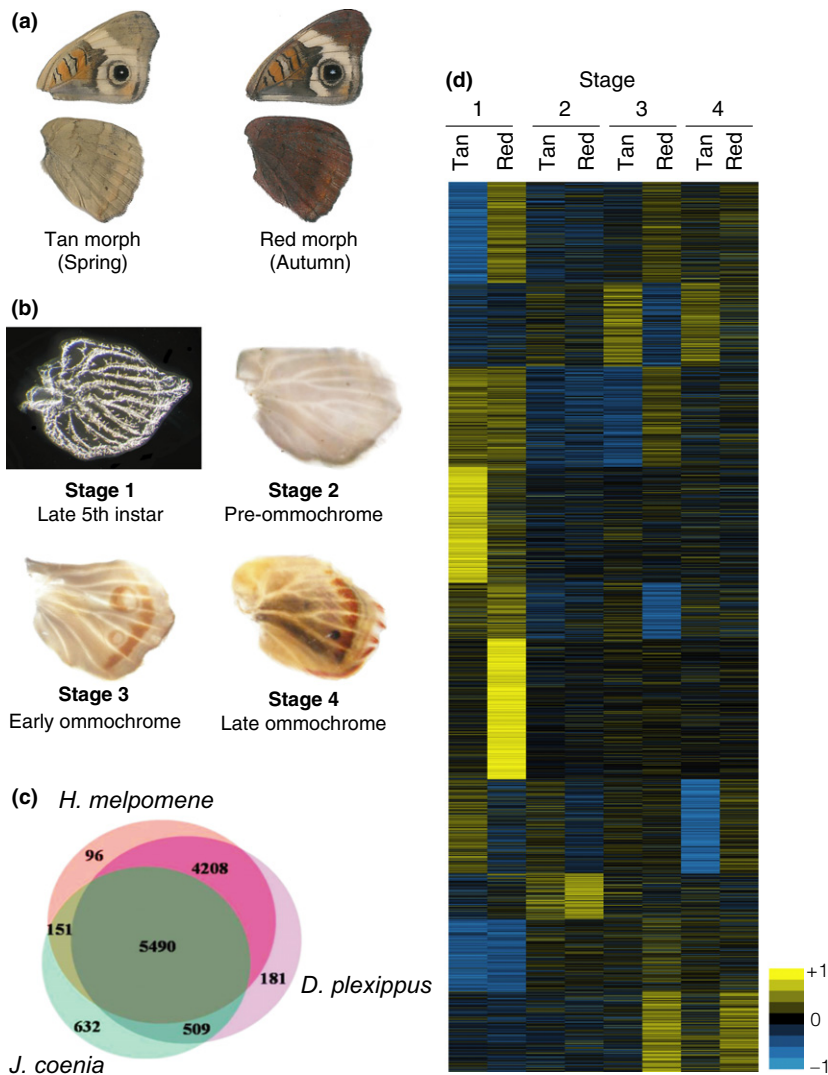 (a)
Tan morph
(Spring)
Red morph
(Autumn)
(b)
Stage 1
Late 5th instar
Stage 2
Pre-ommochrome
Stage 3
Early ommochrome
Stage 4
Late ommochrome
(c)
H. melpomene
96
4208
151
5490
181
D. plexippus
632
509
J. coenia
(d)
Stage
1 2 3 4
Tan Red Tan Red Tan Red Tan Red
+1
0
−1